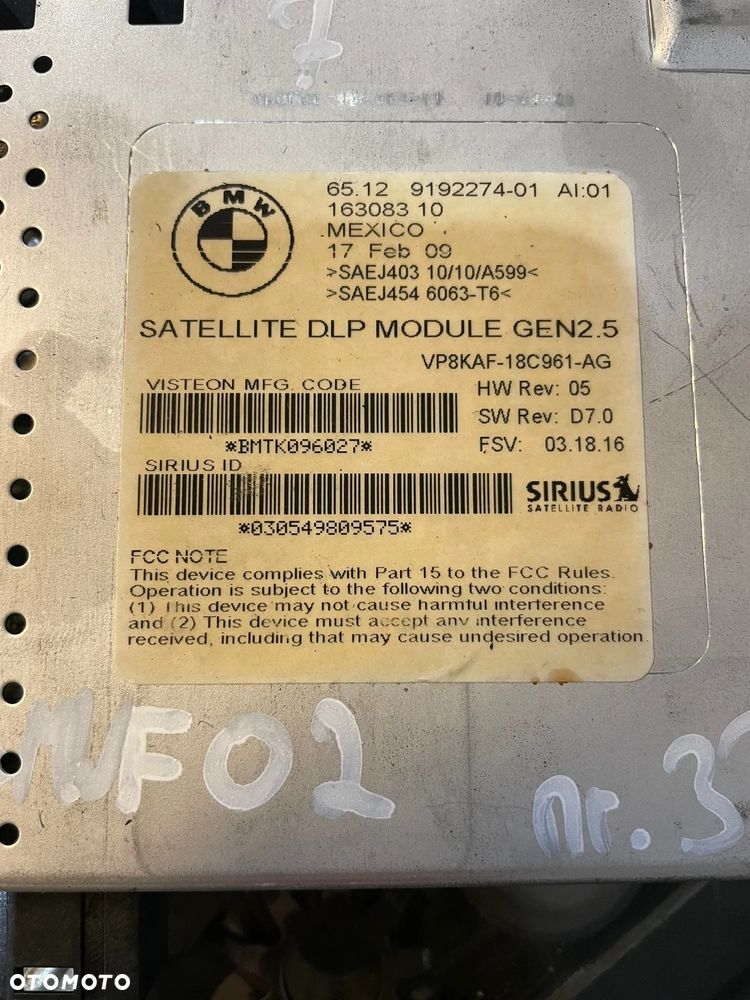 BMW
65.12 9192274-01 AI:01
163083 10
MEXICO
17 Feb 09
>SAEJ403 10/10/A599<
>SAEJ454 6063-T6<
SATELLITE DLP MODULE GEN2.5
VP8KAF-18C961-AG
VISTEON MFG. CODE
HW Rev: 05
SW Rev: D7.0
*BMTK096027*
FSV: 03.18.16
SIRIUS ID
SIRIUS
SATELLITE RADIO
*030549809575*
FCC NOTE
This device complies with Part 15 to the FCC Rules.
Operation is subject to the following two conditions:
(1) This device may not cause harmful interference
and (2) This device must accept any interference
received, including that may cause undesired operation.
F02
nr. 3
OTOMOTO